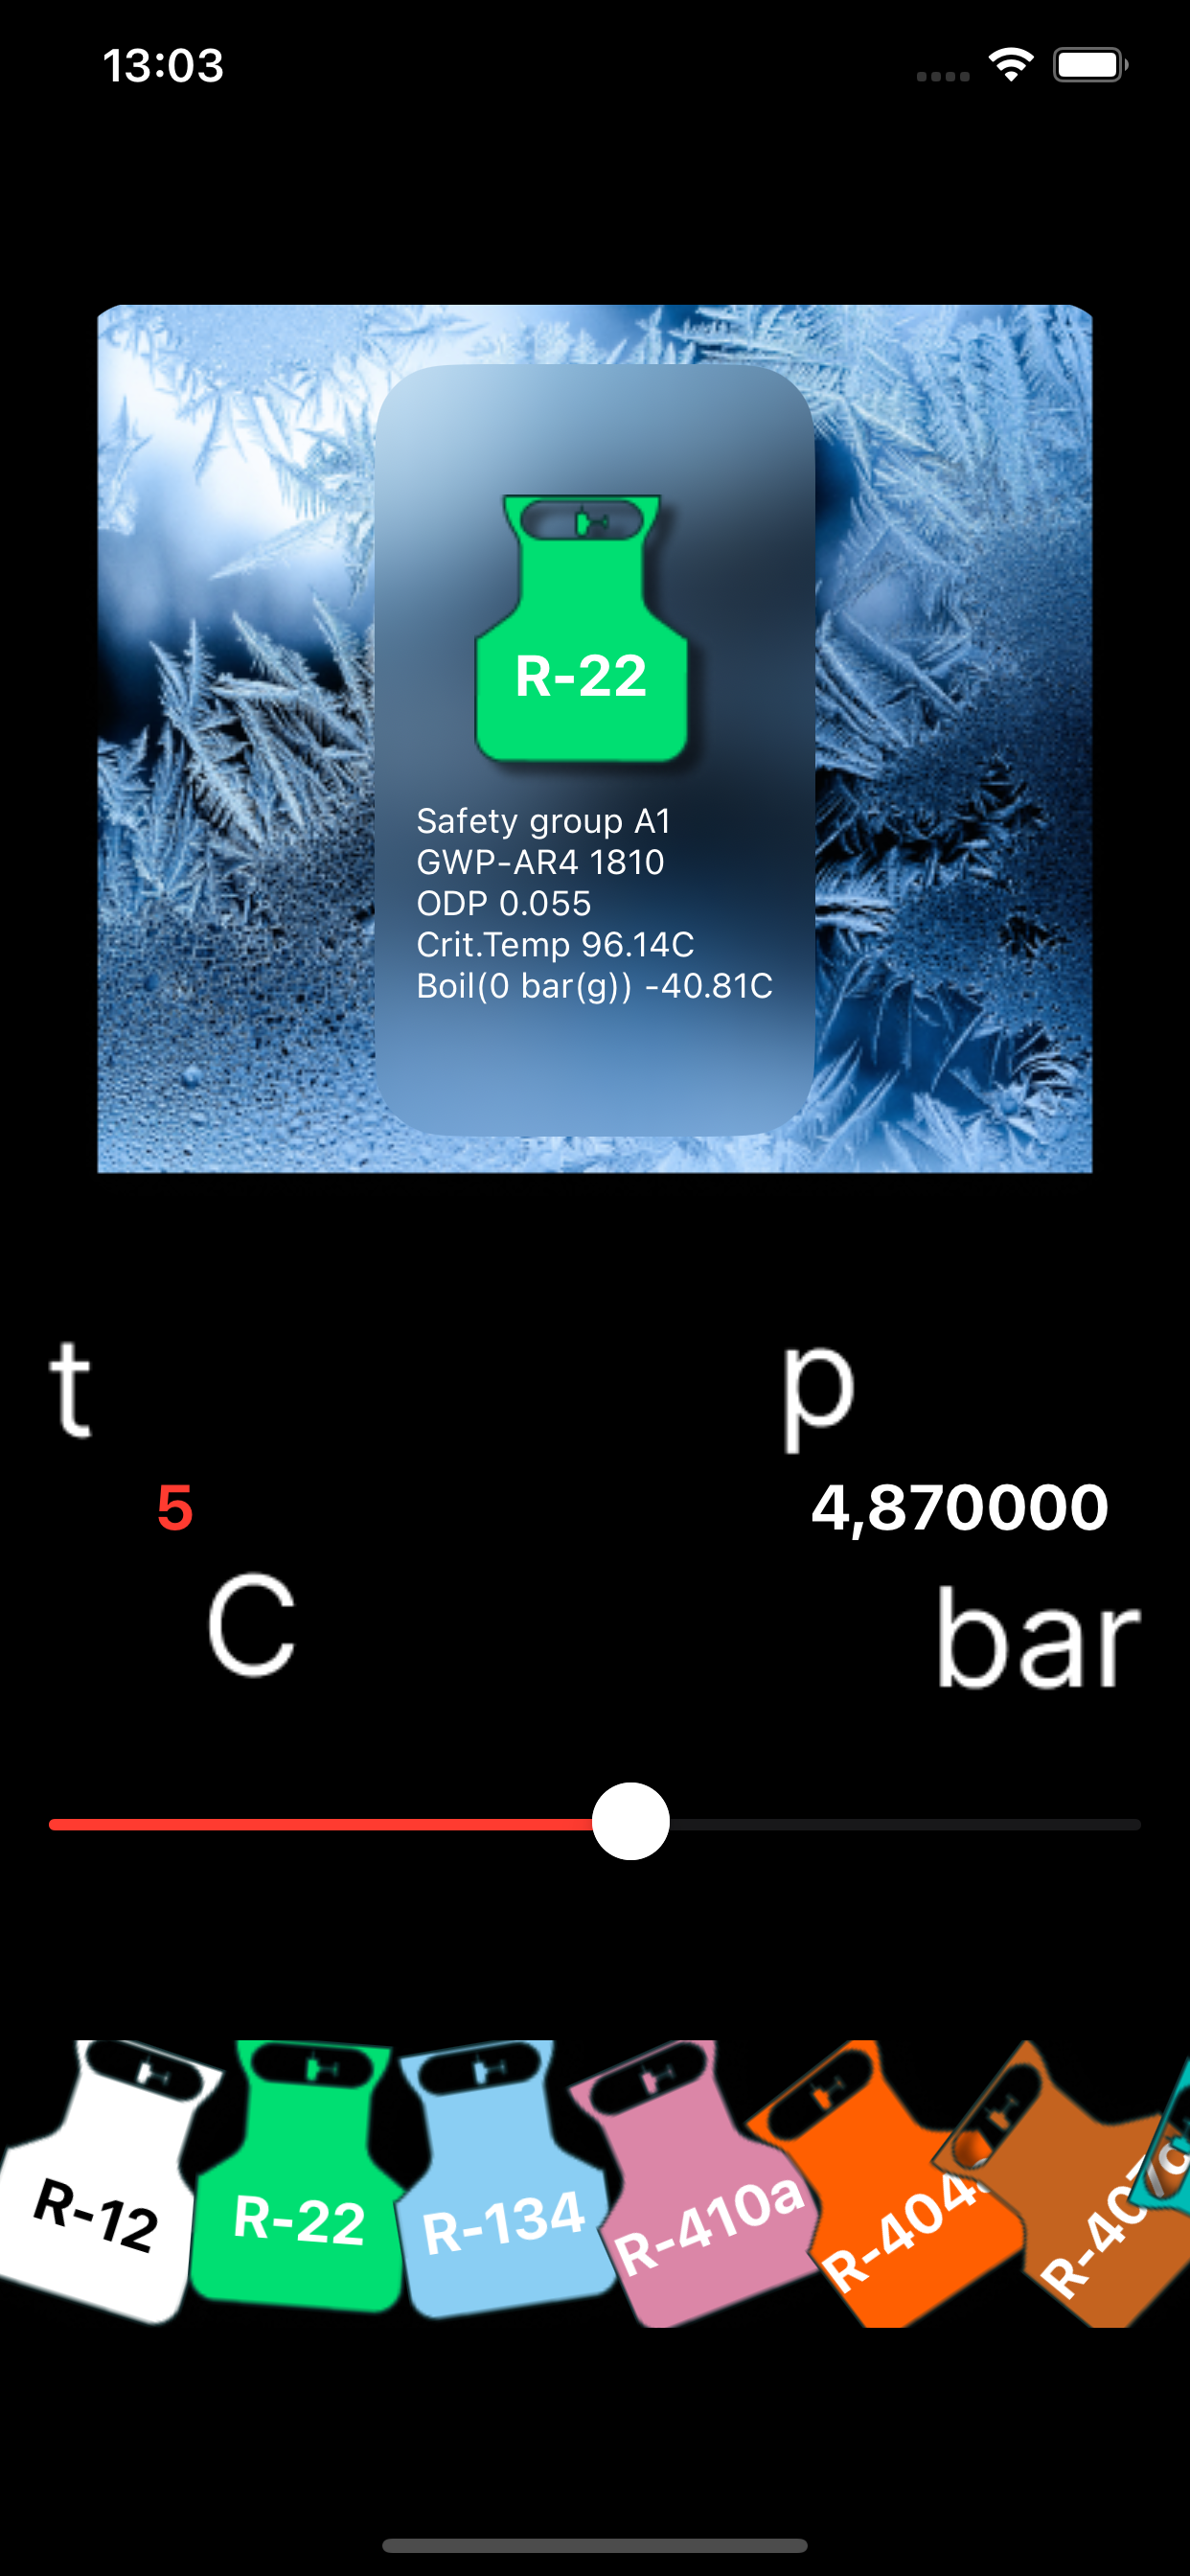 13:03
R-22
Safety group A1
GWP-AR4 1810
ODP 0.055
Crit.Temp 96.14C
Boil(0 bar(g)) -40.81C
t
p
5
4,870000
C
bar
R-12
R-22
R-134
R-410a